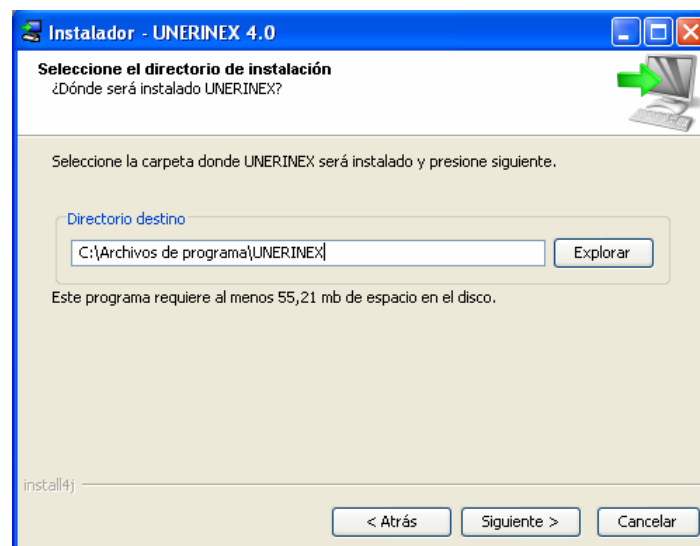 Instalador - UNERINEX 4.0
Seleccione el directorio de instalación
¿Dónde será instalado UNERINEX?
Seleccione la carpeta donde UNERINEX será instalado y presione siguiente.
Directorio destino
C:\Archivos de programa\UNERINEX
Explorar
Este programa requiere al menos 55,21 mb de espacio en el disco.
install4j
< Atrás
Siguiente >
Cancelar